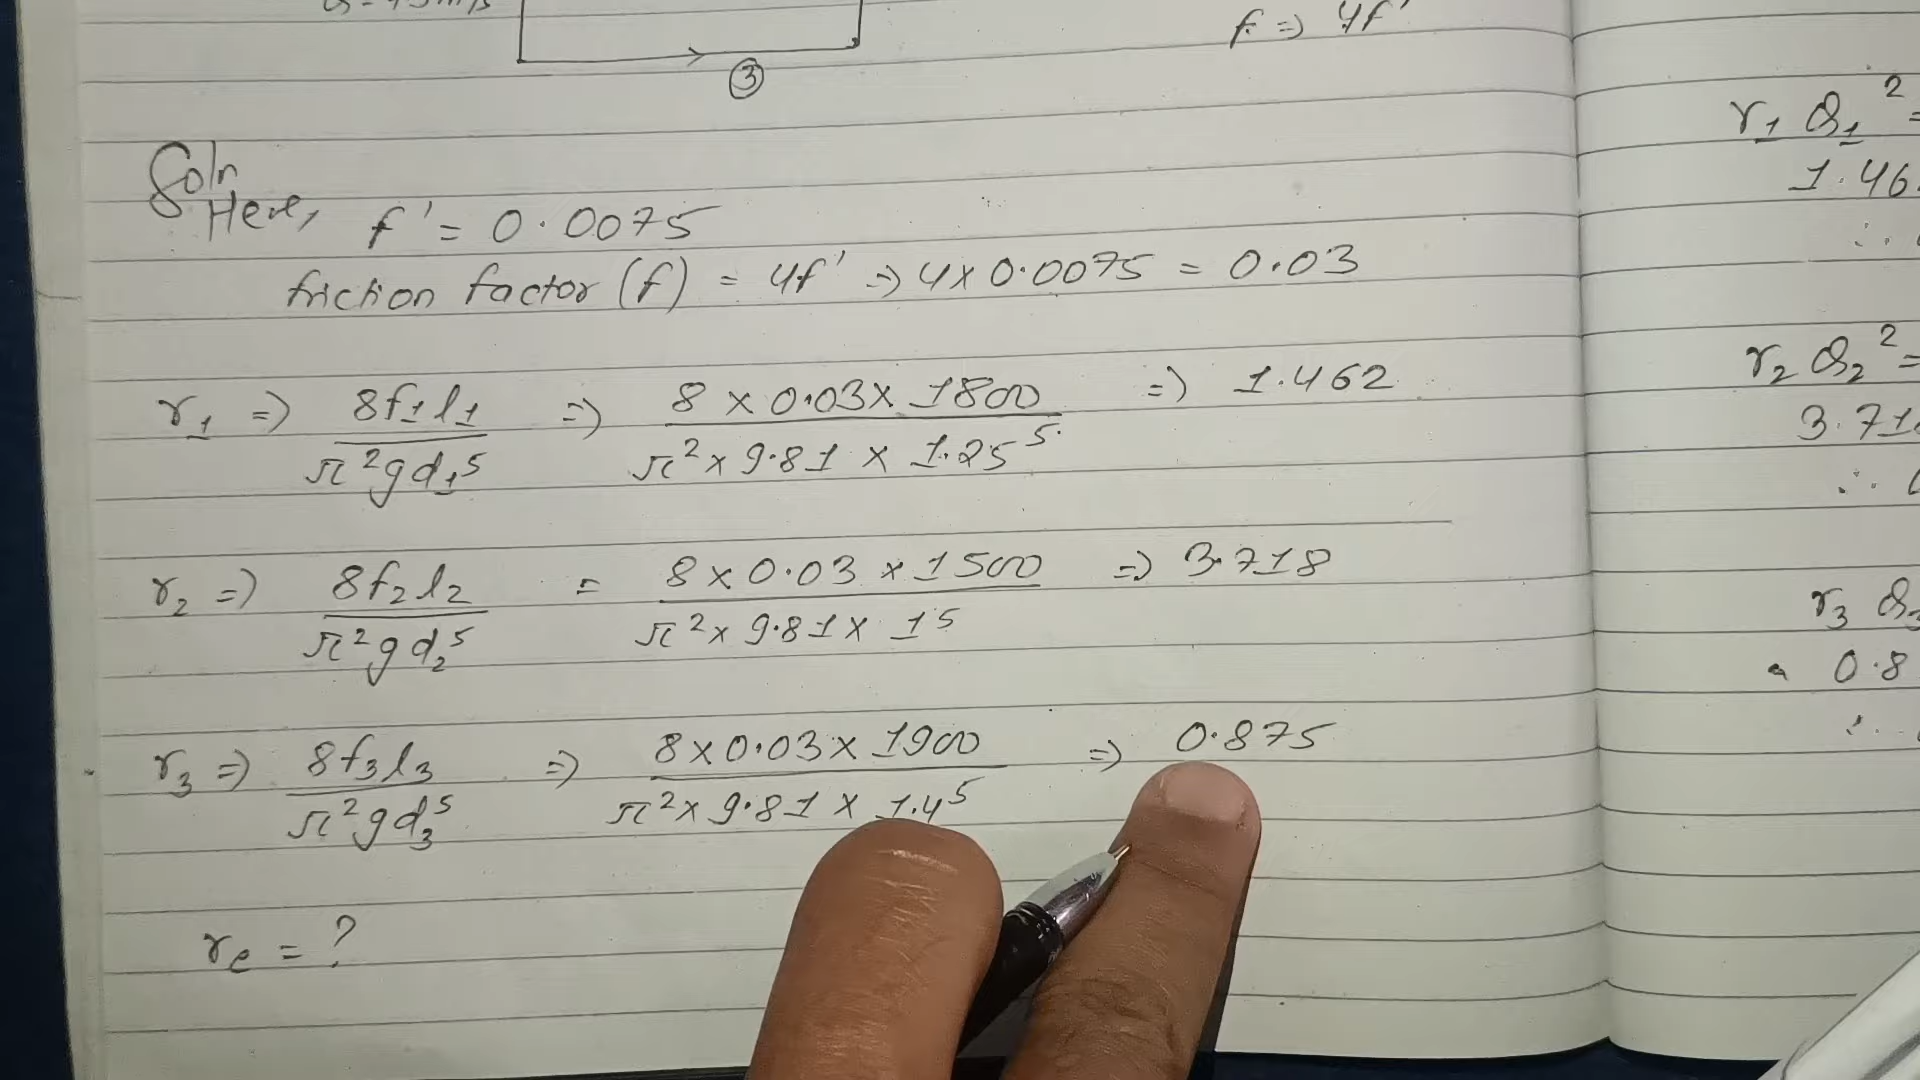 ③
f ⇒ 4f'
Soln
Here, f' = 0.0075
friction factor (f) = 4f' ⇒ 4 x 0.0075 = 0.03
r₁ ⇒ 8f₁l₁ / π²gd₁⁵ ⇒ 8 x 0.03 x 1800 / π² x 9.81 x 1.25⁵ ⇒ 1.462
r₂ ⇒ 8f₂l₂ / π²gd₂⁵ = 8 x 0.03 x 1500 / π² x 9.81 x 1⁵ ⇒ 3.718
r₃ ⇒ 8f₃l₃ / π²gd₃⁵ ⇒ 8 x 0.03 x 1900 / π² x 9.81 x 1.4⁵ ⇒ 0.875
rₑ = ?
r₁ Q₁² =
1.46
∴
r₂ Q₂² =
3.71
∴
r₃ Q₃
0.8
∴